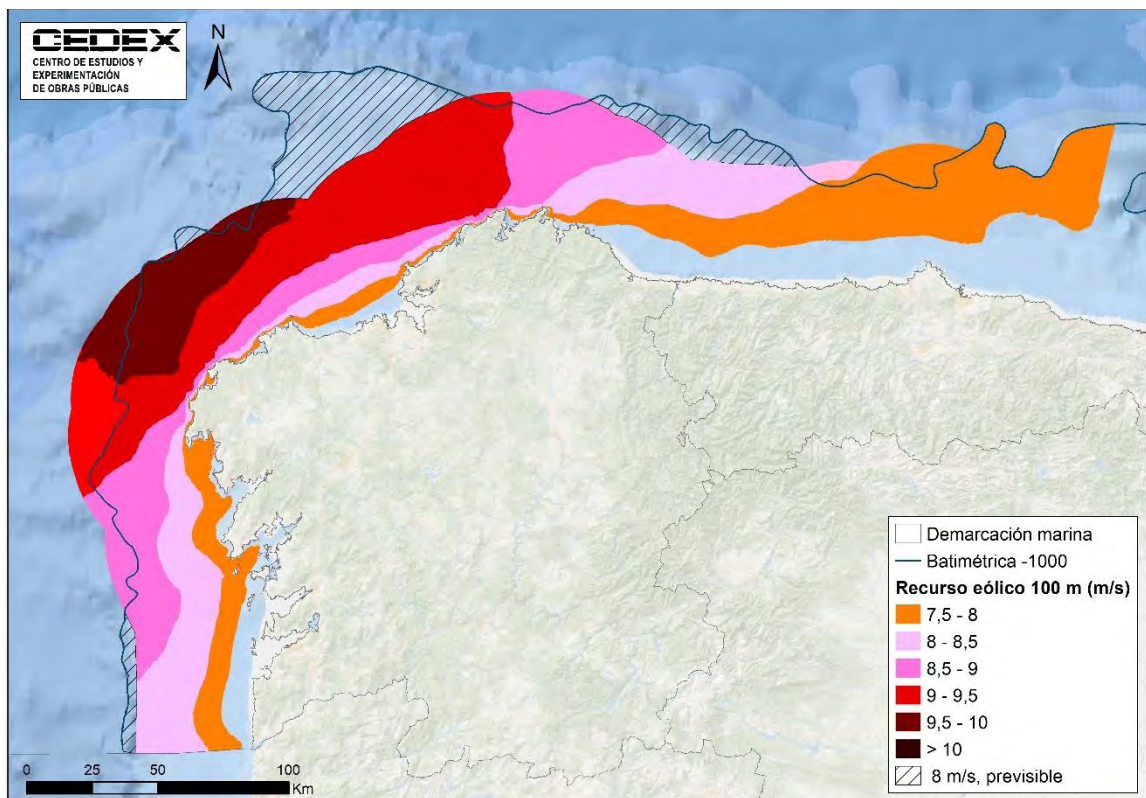 CEDEX
CENTRO DE ESTUDIOS Y
EXPERIMENTACIÓN
DE OBRAS PÚBLICAS
N
Demarcación marina
Batimétrica -1000
Recurso eólico 100 m (m/s)
7,5 - 8
8 - 8,5
8,5 - 9
9 - 9,5
9,5 - 10
> 10
8 m/s, previsible
0 25 50 100
Km